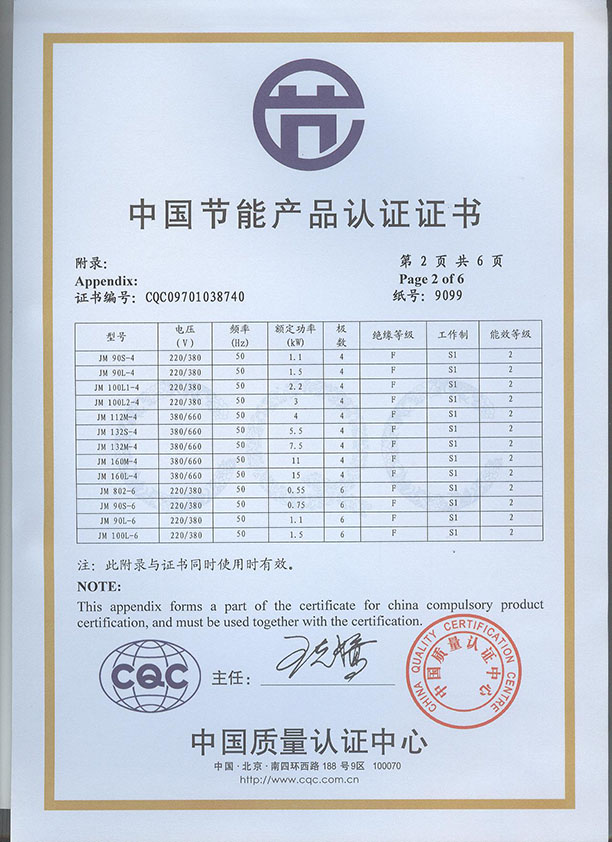 中国节能产品认证证书
附录:
第 2 页 共 6 页
Appendix:
Page 2 of 6
证书编号: CQC09701038740
纸号: 9099
型号 电压(V) 频率(Hz) 额定功率(kW) 极数 绝缘等级 工作制 能效等级
JM 90S-4 220/380 50 1.1 4 F S1 2
JM 90L-4 220/380 50 1.5 4 F S1 2
JM 100L1-4 220/380 50 2.2 4 F S1 2
JM 100L2-4 220/380 50 3 4 F S1 2
JM 112M-4 380/660 50 4 4 F S1 2
JM 132S-4 380/660 50 5.5 4 F S1 2
JM 132M-4 380/660 50 7.5 4 F S1 2
JM 160M-4 380/660 50 11 4 F S1 2
JM 160L-4 380/660 50 15 4 F S1 2
JM 802-6 220/380 50 0.55 6 F S1 2
JM 90S-6 220/380 50 0.75 6 F S1 2
JM 90L-6 220/380 50 1.1 6 F S1 2
JM 100L-6 220/380 50 1.5 6 F S1 2
注: 此附录与证书同时使用时有效。
NOTE:
This appendix forms a part of the certificate for china compulsory product
certification, and must be used together with the certification.
CQC
主任:
CHINA QUALITY CERTIFICATION CENTRE
中国质量认证中心
中国质量认证中心
中国·北京·南四环西路 188 号9区 100070
http://www.cqc.com.cn